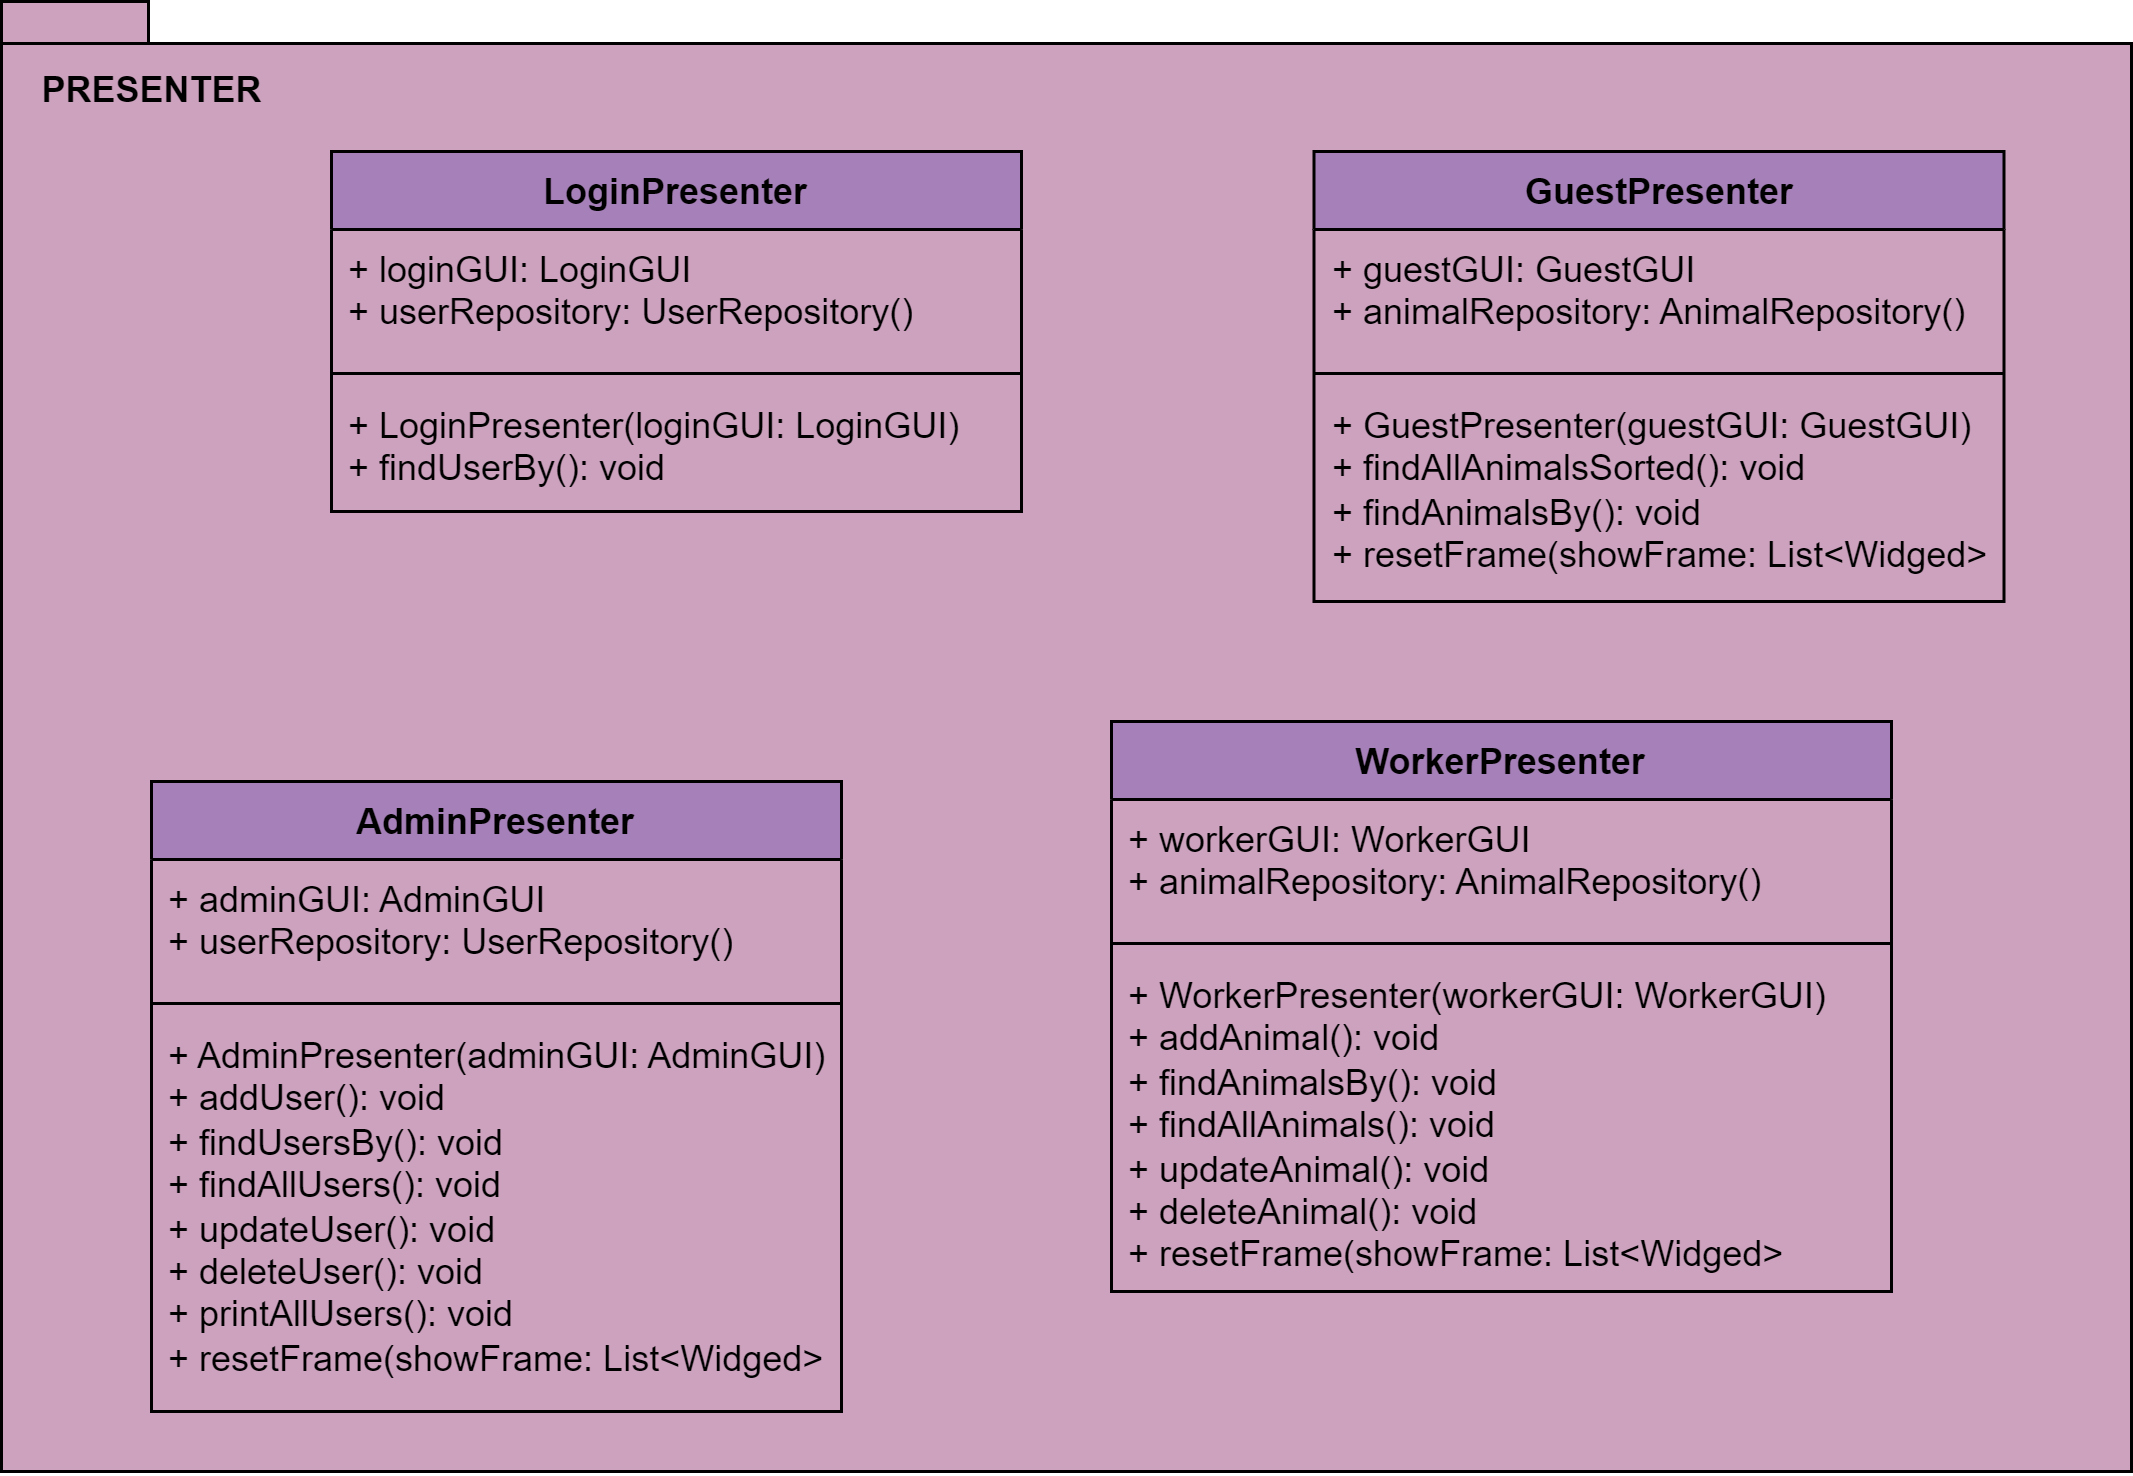 PRESENTER
LoginPresenter
+ loginGUI: LoginGUI
+ userRepository: UserRepository()
+ LoginPresenter(loginGUI: LoginGUI)
+ findUserBy(): void
GuestPresenter
+ guestGUI: GuestGUI
+ animalRepository: AnimalRepository()
+ GuestPresenter(guestGUI: GuestGUI)
+ findAllAnimalsSorted(): void
+ findAnimalsBy(): void
+ resetFrame(showFrame: List<Widged>
AdminPresenter
+ adminGUI: AdminGUI
+ userRepository: UserRepository()
+ AdminPresenter(adminGUI: AdminGUI)
+ addUser(): void
+ findUsersBy(): void
+ findAllUsers(): void
+ updateUser(): void
+ deleteUser(): void
+ printAllUsers(): void
+ resetFrame(showFrame: List<Widged>
WorkerPresenter
+ workerGUI: WorkerGUI
+ animalRepository: AnimalRepository()
+ WorkerPresenter(workerGUI: WorkerGUI)
+ addAnimal(): void
+ findAnimalsBy(): void
+ findAllAnimals(): void
+ updateAnimal(): void
+ deleteAnimal(): void
+ resetFrame(showFrame: List<Widged>